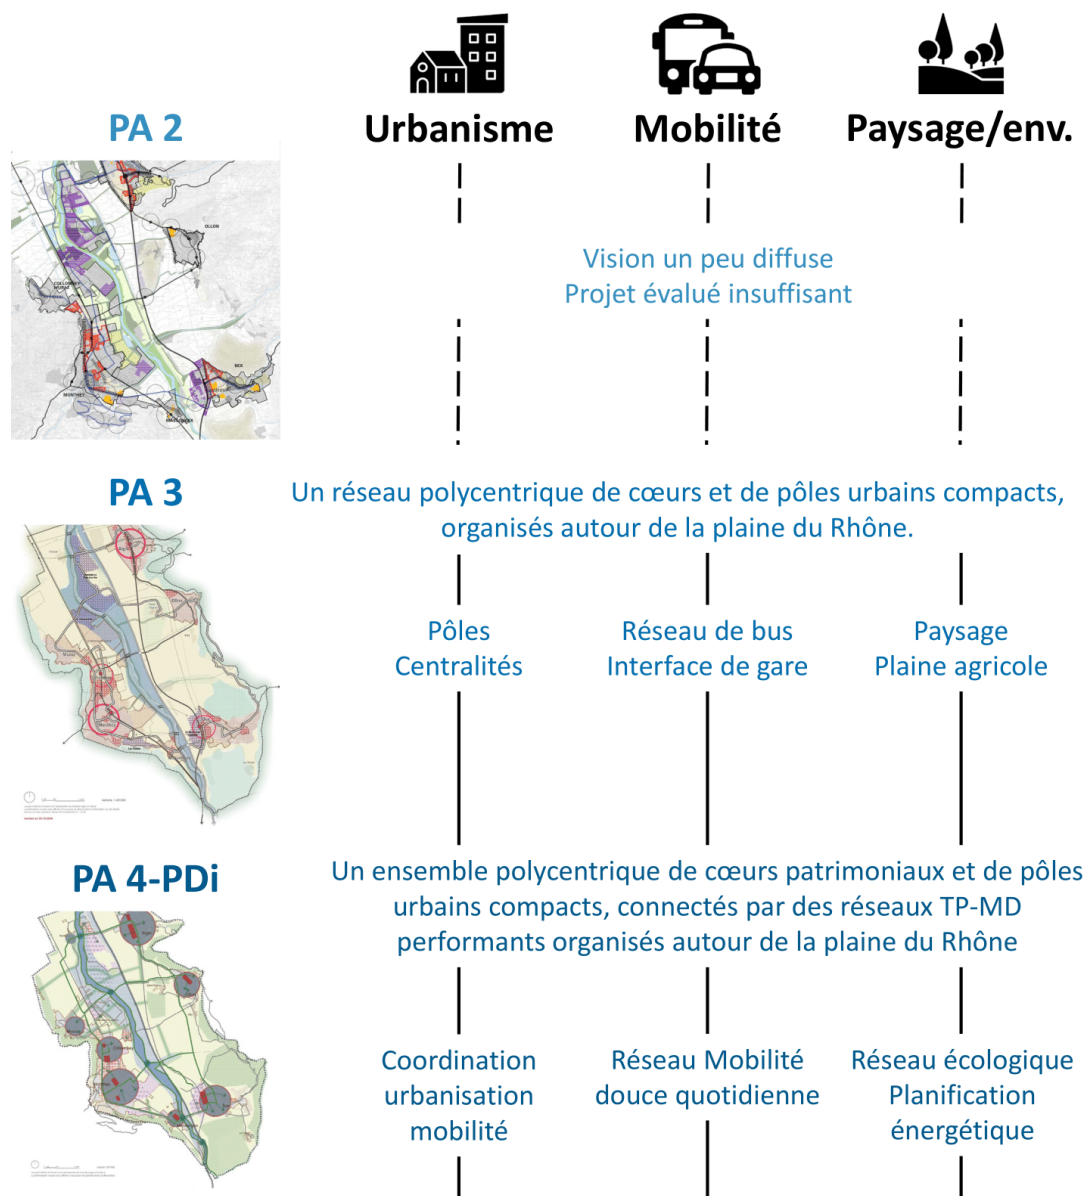 Urbanisme
Mobilité
Paysage/env.
PA 2
OLLON
BEX
MONTHEY
Vision un peu diffuse
Projet évalué insuffisant
PA 3
Un réseau polycentrique de cœurs et de pôles urbains compacts,
organisés autour de la plaine du Rhône.
Pôles
Centralités
Réseau de bus
Interface de gare
Paysage
Plaine agricole
PA 4-PDi
Un ensemble polycentrique de cœurs patrimoniaux et de pôles
urbains compacts, connectés par des réseaux TP-MD
performants organisés autour de la plaine du Rhône
Coordination
urbanisation
mobilité
Réseau Mobilité
douce quotidienne
Réseau écologique
Planification
énergétique